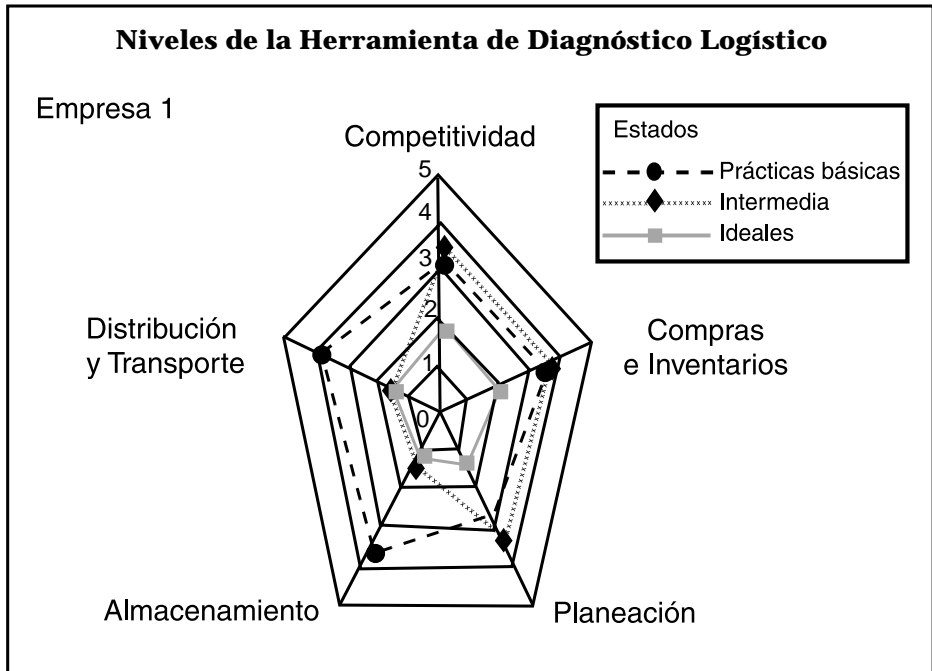 Niveles de la Herramienta de Diagnóstico Logístico
Empresa 1
Estados
Prácticas básicas
Intermedia
Ideales
Competitividad
5
4
3
2
1
0
Distribución
y Transporte
Compras
e Inventarios
Almacenamiento
Planeación